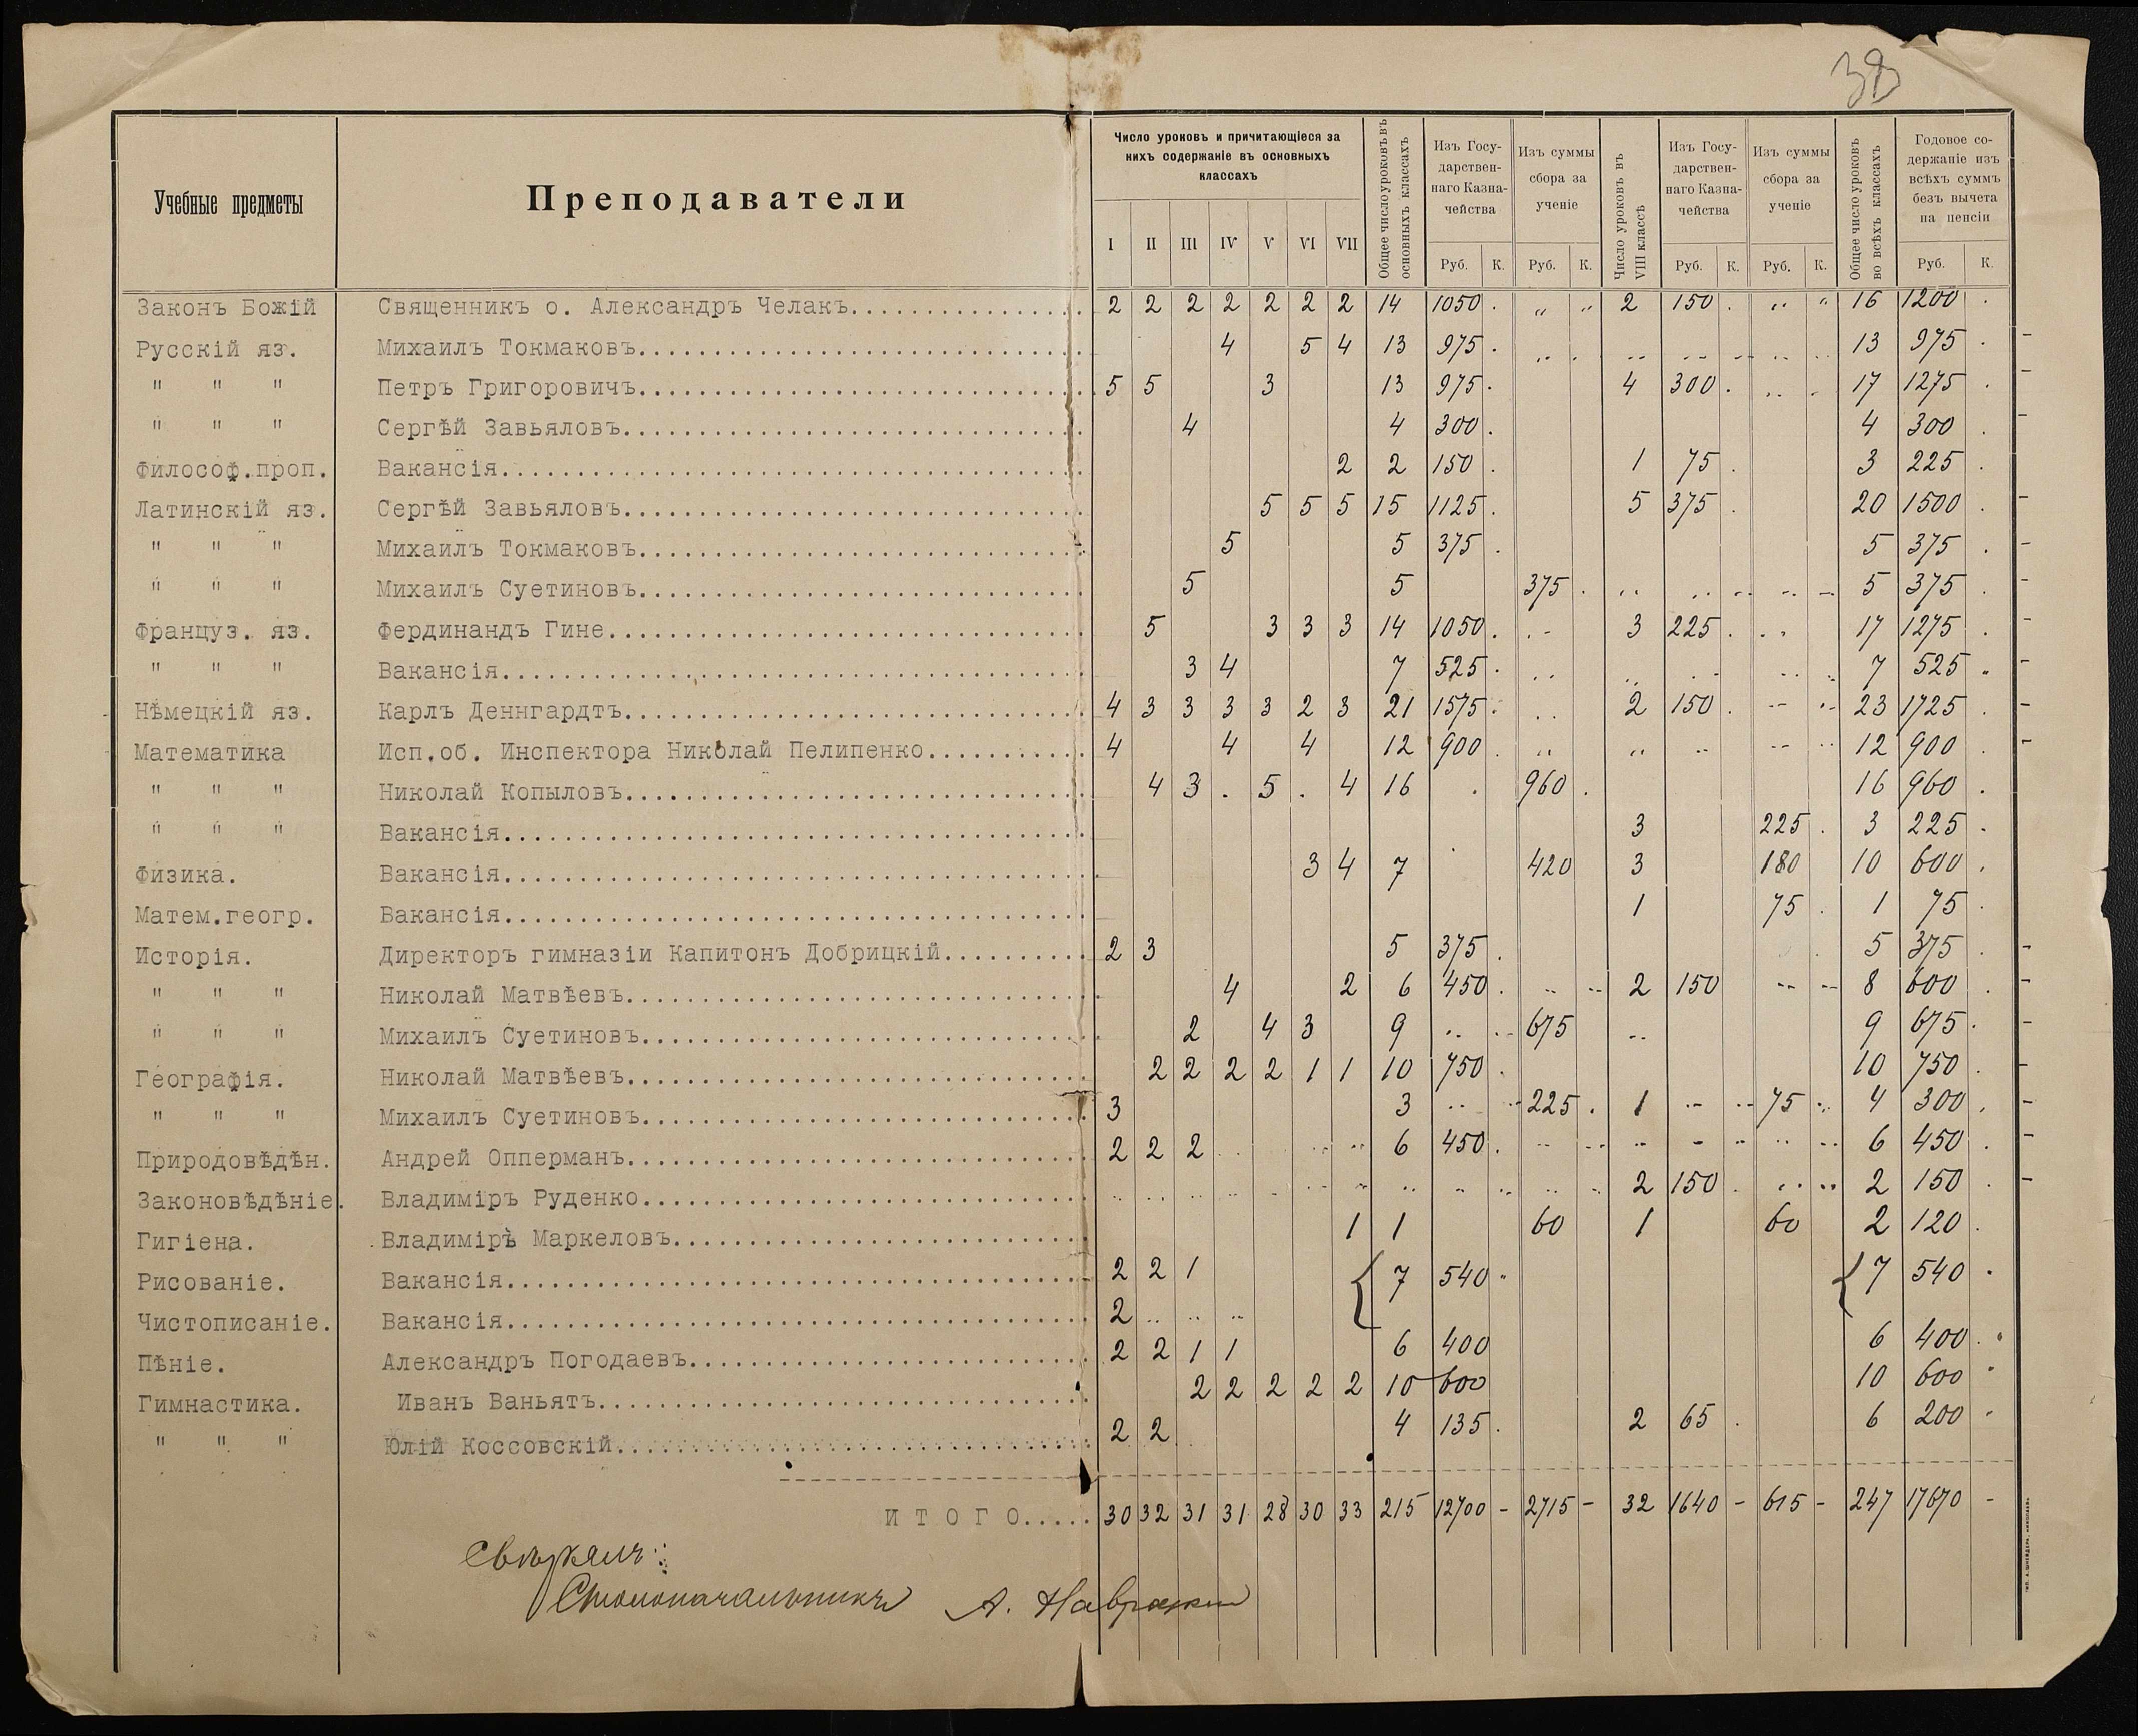 38
Учебные предметы
Преподаватели
Число уроковъ и причитающіеся за
нихъ содержаніе въ основныхъ
классахъ
I II III IV V VI VII
Общее число уроковъ въ
основныхъ классахъ
Изъ Госу-
дарствен-
наго Казна-
чейства
Руб. К.
Изъ суммы
сбора за
ученіе
Руб. К.
Число уроковъ въ
VIII классѣ
Изъ Госу-
дарствен-
наго Казна-
чейства
Руб. К.
Изъ суммы
сбора за
ученіе
Руб. К.
Общее число уроковъ
во всѣхъ классахъ
Годовое со-
держаніе изъ
всѣхъ суммъ
безъ вычета
на пенсіи
Руб. К.
Законъ Божій Священникъ о. Александръ Челакъ 2 2 2 2 2 2 2 14 1050 . „ „ 2 150 . „ „ 16 1200 .
Русскій яз. Михаилъ Токмаковъ 4 5 4 13 975 . 13 975 . -
" " " Петръ Григоровичъ 5 5 3 13 975 . 4 300 . 17 1275 . -
" " " Сергѣй Завьяловъ 4 4 300 . 4 300 . -
Философ.проп. Вакансія 2 2 150 . 1 75 . 3 225 .
Латинскій яз. Сергѣй Завьяловъ 5 5 5 15 1125 . 5 375 . 20 1500 . -
" " " Михаилъ Токмаковъ 5 5 375 . 5 375 . -
" " " Михаилъ Суетиновъ 5 5 375 . 5 375 . -
Француз. яз. Фердинандъ Гине 5 3 3 3 14 1050 . 3 225 . 17 1275 . -
" " " Вакансія 3 4 7 525 . 7 525 „ -
Нѣмецкій яз. Карлъ Деннгардтъ 4 3 3 3 3 2 3 21 1575 . 2 150 . 23 1725 . -
Математика Исп.об. Инспектора Николай Пелипенко 4 4 4 12 900 . 12 900 . -
" " " Николай Копыловъ 4 3 . 5 . 4 16 . 960 . 16 960 .
" " " Вакансія 3 225 . 3 225 .
Физика. Вакансія 3 4 7 420 3 180 10 600 .
Матем.геогр. Вакансія 1 75 . 1 75 .
Исторія. Директоръ гимназіи Капитонъ Добрицкій 2 3 5 375 . 5 375 . -
" " " Николай Матвѣевъ 4 2 6 450 . 2 150 8 600 . -
" " " Михаилъ Суетиновъ 2 4 3 9 675 9 675 . -
Географія. Николай Матвѣевъ 2 2 2 2 1 1 10 750 . 10 750 . -
" " " Михаилъ Суетиновъ 3 3 225 . 1 75 4 300 . -
Природовѣдѣн. Андрей Опперманъ 2 2 2 6 450 . 6 450 . -
Законовѣдѣніе. Владиміръ Руденко 2 150 . 2 150 . -
Гигіена. Владиміръ Маркеловъ 1 1 60 1 60 2 120 .
Рисованіе. Вакансія 2 2 1 { 7 540 „ { 7 540 .
Чистописаніе. Вакансія 2
Пѣніе. Александръ Погодаевъ 2 2 1 1 6 400 6 400 .
Гимнастика. Иванъ Ваньятъ 2 2 2 2 2 10 600 10 600
" " " Юлій Коссовскій 2 2 4 135 . 2 65 . 6 200
ИТОГО..... 30 32 31 31 28 30 33 215 12700 - 2715 - 32 1640 - 615 - 247 17670 -
Свѣрялъ:
Столоначальникъ А.